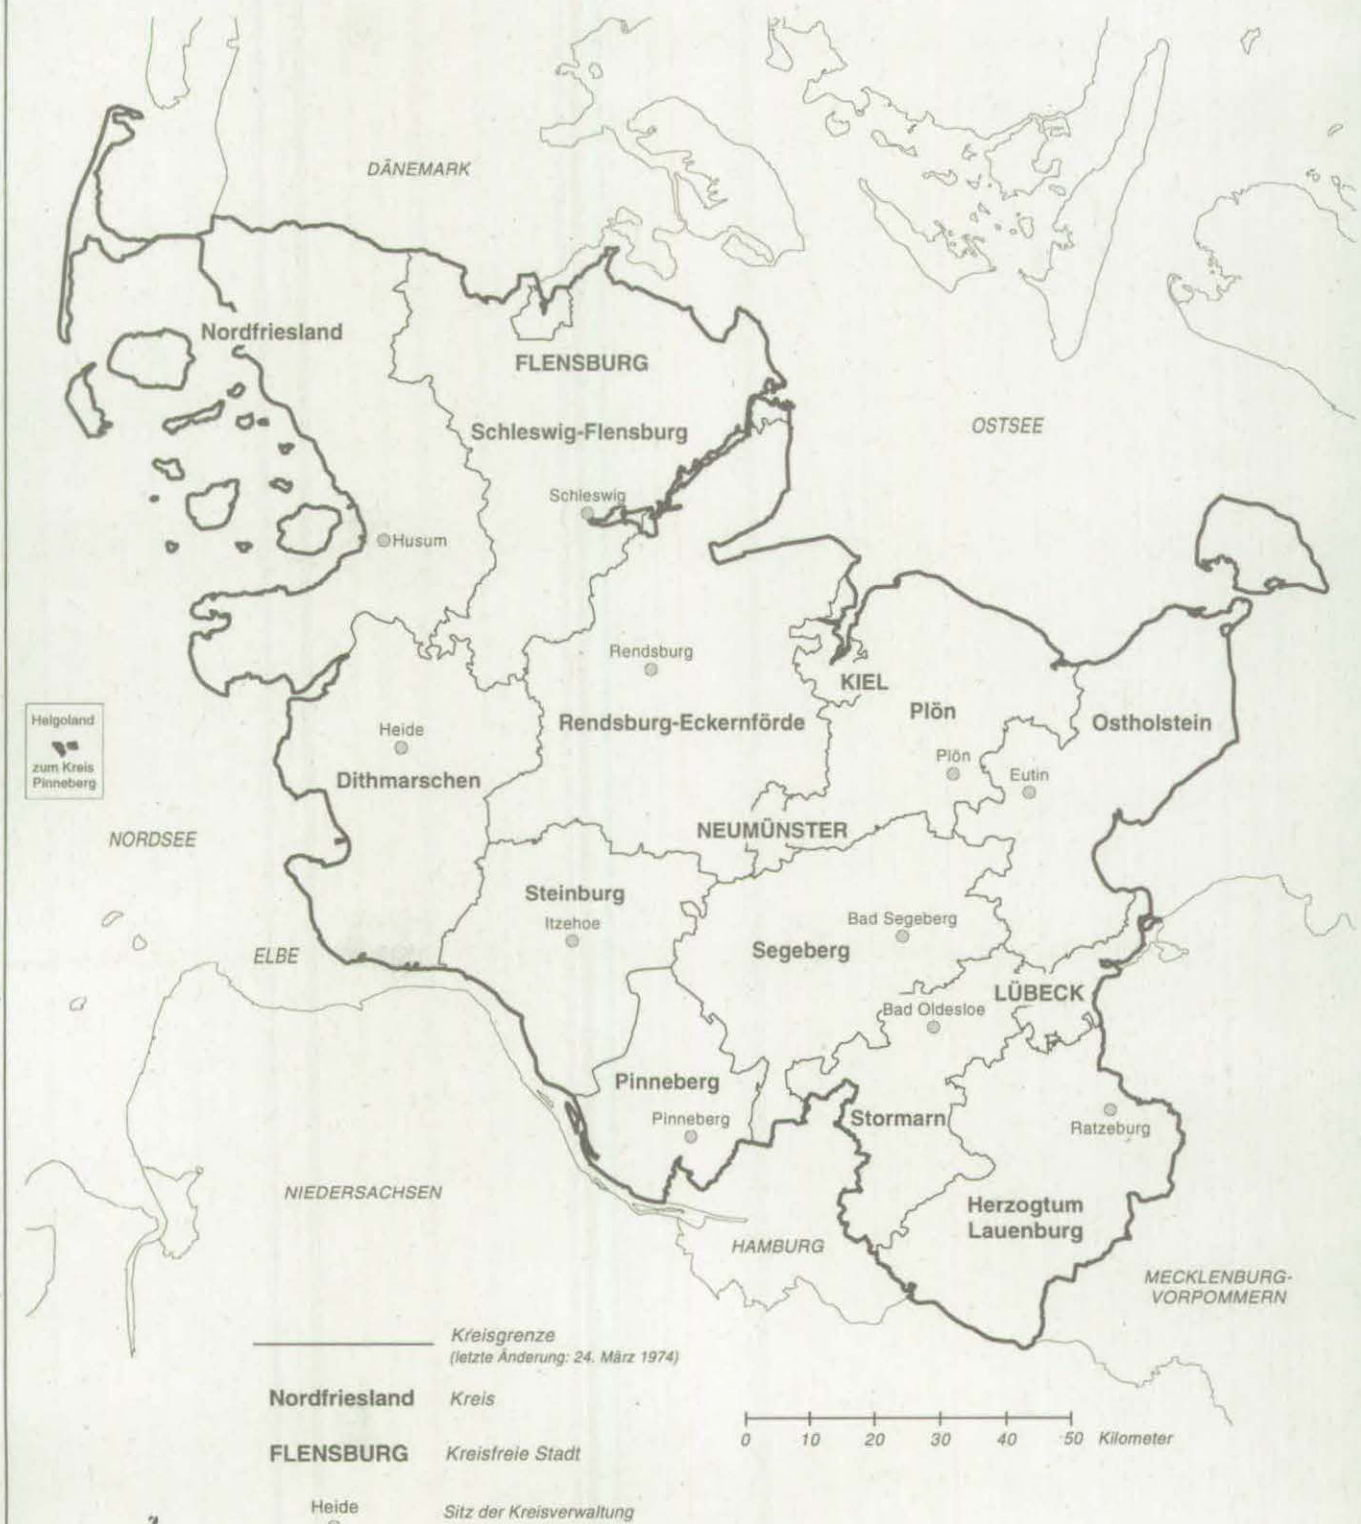 DÄNEMARK
Nordfriesland
FLENSBURG
OSTSEE
Schleswig-Flensburg
Schleswig
Husum
Rendsburg
KIEL
Helgoland
zum Kreis
Pinneberg
Heide
Rendsburg-Eckernförde
Plön
Ostholstein
Plön
Eutin
Dithmarschen
NORDSEE
NEUMÜNSTER
Steinburg
Itzehoe
Bad Segeberg
Segeberg
ELBE
LÜBECK
Bad Oldesloe
Pinneberg
Pinneberg
Stormarn
Ratzeburg
NIEDERSACHSEN
Herzogtum
Lauenburg
HAMBURG
MECKLENBURG-
VORPOMMERN
Kreisgrenze
(letzte Änderung: 24. März 1974)
Nordfriesland Kreis
0 10 20 30 40 50 Kilometer
FLENSBURG Kreisfreie Stadt
Heide Sitz der Kreisverwaltung